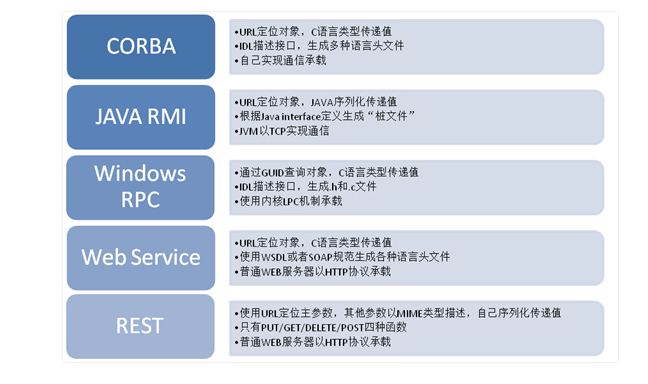 CORBA
•URL定位对象，C语言类型传递值
•IDL描述接口，生成多种语言头文件
•自己实现通信承载
JAVA RMI
•URL定位对象，JAVA序列化传递值
•根据Java interface定义生成“桩文件”
•JVM以TCP实现通信
Windows
RPC
•通过GUID查询对象，C语言类型传递值
•IDL描述接口，生成.h和.c文件
•使用内核LPC机制承载
Web Service
•URL定位对象，C语言类型传递值
•使用WSDL或者SOAP规范生成各种语言头文件
•普通WEB服务器以HTTP协议承载
REST
•使用URL定位主参数，其他参数以MIME类型描述，自己序列化传递值
•只有PUT/GET/DELETE/POST四种函数
•普通WEB服务器以HTTP协议承载